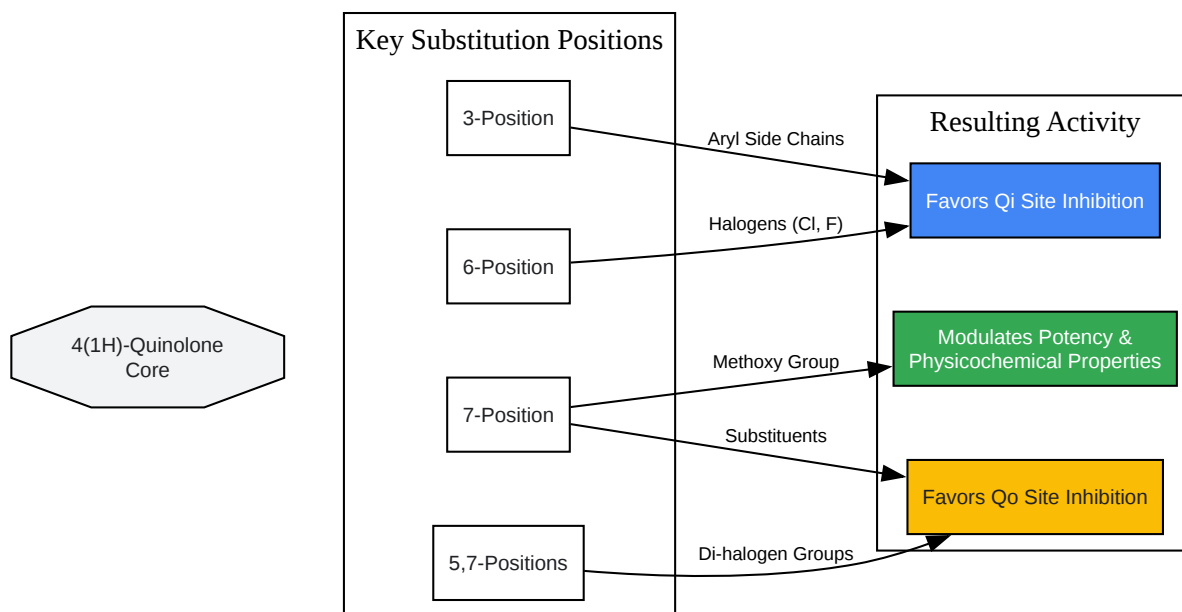 Key Substitution Positions
Resulting Activity
4(1H)-Quinolone
Core
3-Position
Aryl Side Chains
Favors Qi Site Inhibition
6-Position
Halogens (Cl, F)
7-Position
Methoxy Group
Modulates Potency &
Physicochemical Properties
Substituents
Favors Qo Site Inhibition
5,7-Positions
Di-halogen Groups